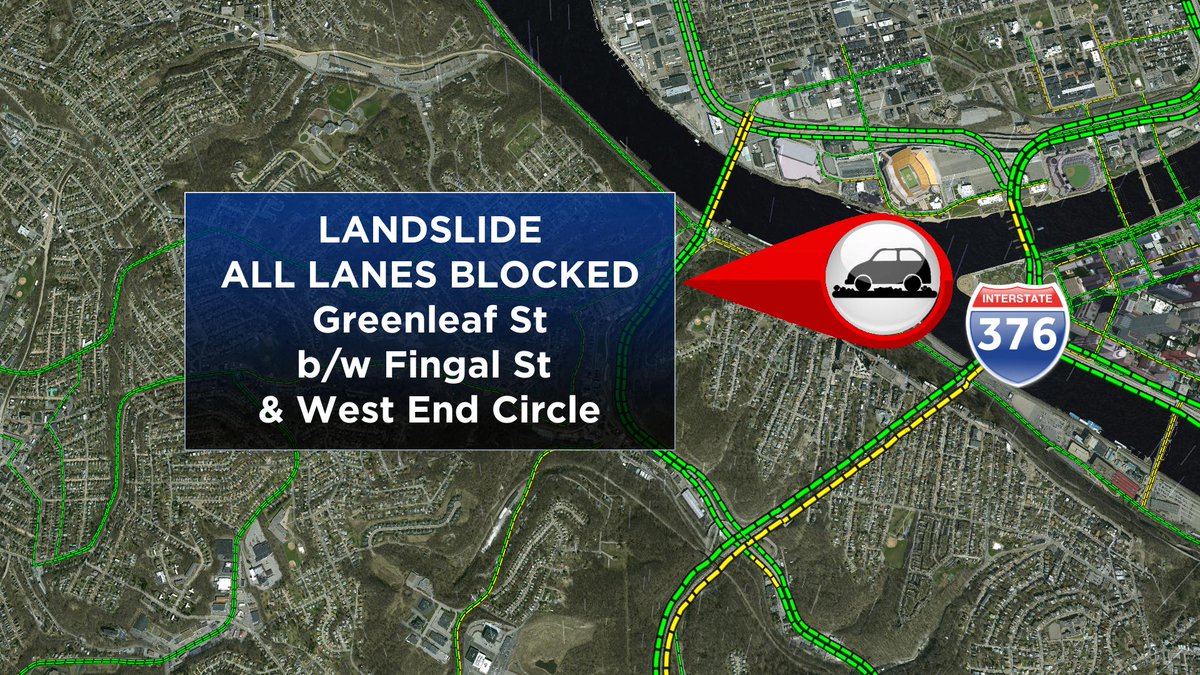 LANDSLIDE
ALL LANES BLOCKED
Greenleaf St
b/w Fingal St
& West End Circle
INTERSTATE
376